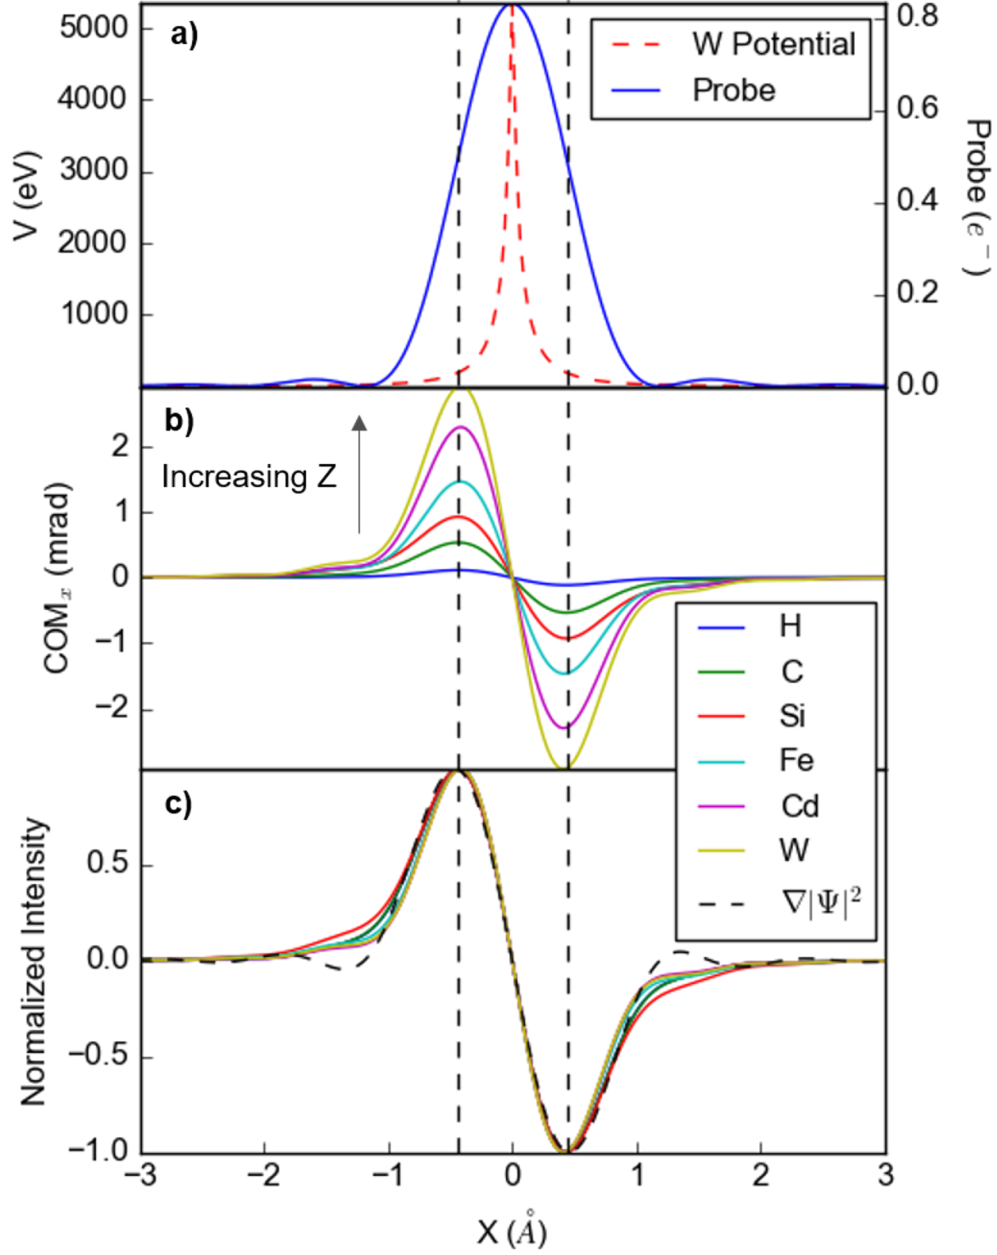 a)
5000
4000
3000
2000
1000
V (eV)
W Potential
Probe
0.8
0.6
0.4
0.2
0.0
Probe (e⁻)
b)
Increasing Z
2
1
0
−1
−2
COMₓ (mrad)
H
C
Si
Fe
Cd
W
∇|Ψ|²
c)
0.5
0.0
−0.5
−1.0
Normalized Intensity
−3 −2 −1 0 1 2 3
X (Å)